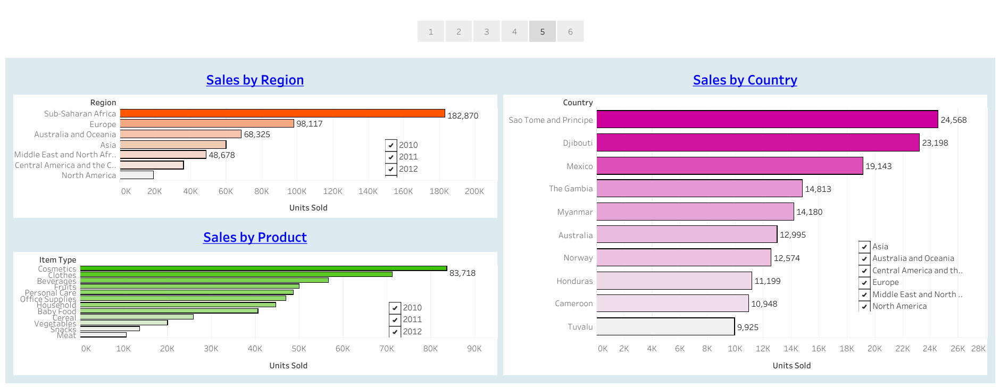 1 2 3 4 5 6
Sales by Region
Region
Sub-Saharan Africa 182,870
Europe 98,117
Australia and Oceania 68,325
Asia
Middle East and North Afr.. 48,678
Central America and the C..
North America
2010
2011
2012
0K 20K 40K 60K 80K 100K 120K 140K 160K 180K 200K
Units Sold
Sales by Product
Item Type
Cosmetics 83,718
Clothes
Beverages
Fruits
Personal Care
Office Supplies
Household
Baby Food
Cereal
Vegetables
Snacks
Meat
2010
2011
2012
0K 10K 20K 30K 40K 50K 60K 70K 80K 90K
Units Sold
Sales by Country
Country
Sao Tome and Principe 24,568
Djibouti 23,198
Mexico 19,143
The Gambia 14,813
Myanmar 14,180
Australia 12,995
Norway 12,574
Honduras 11,199
Cameroon 10,948
Tuvalu 9,925
Asia
Australia and Oceania
Central America and th..
Europe
Middle East and North ..
North America
0K 2K 4K 6K 8K 10K 12K 14K 16K 18K 20K 22K 24K 26K 28K
Units Sold